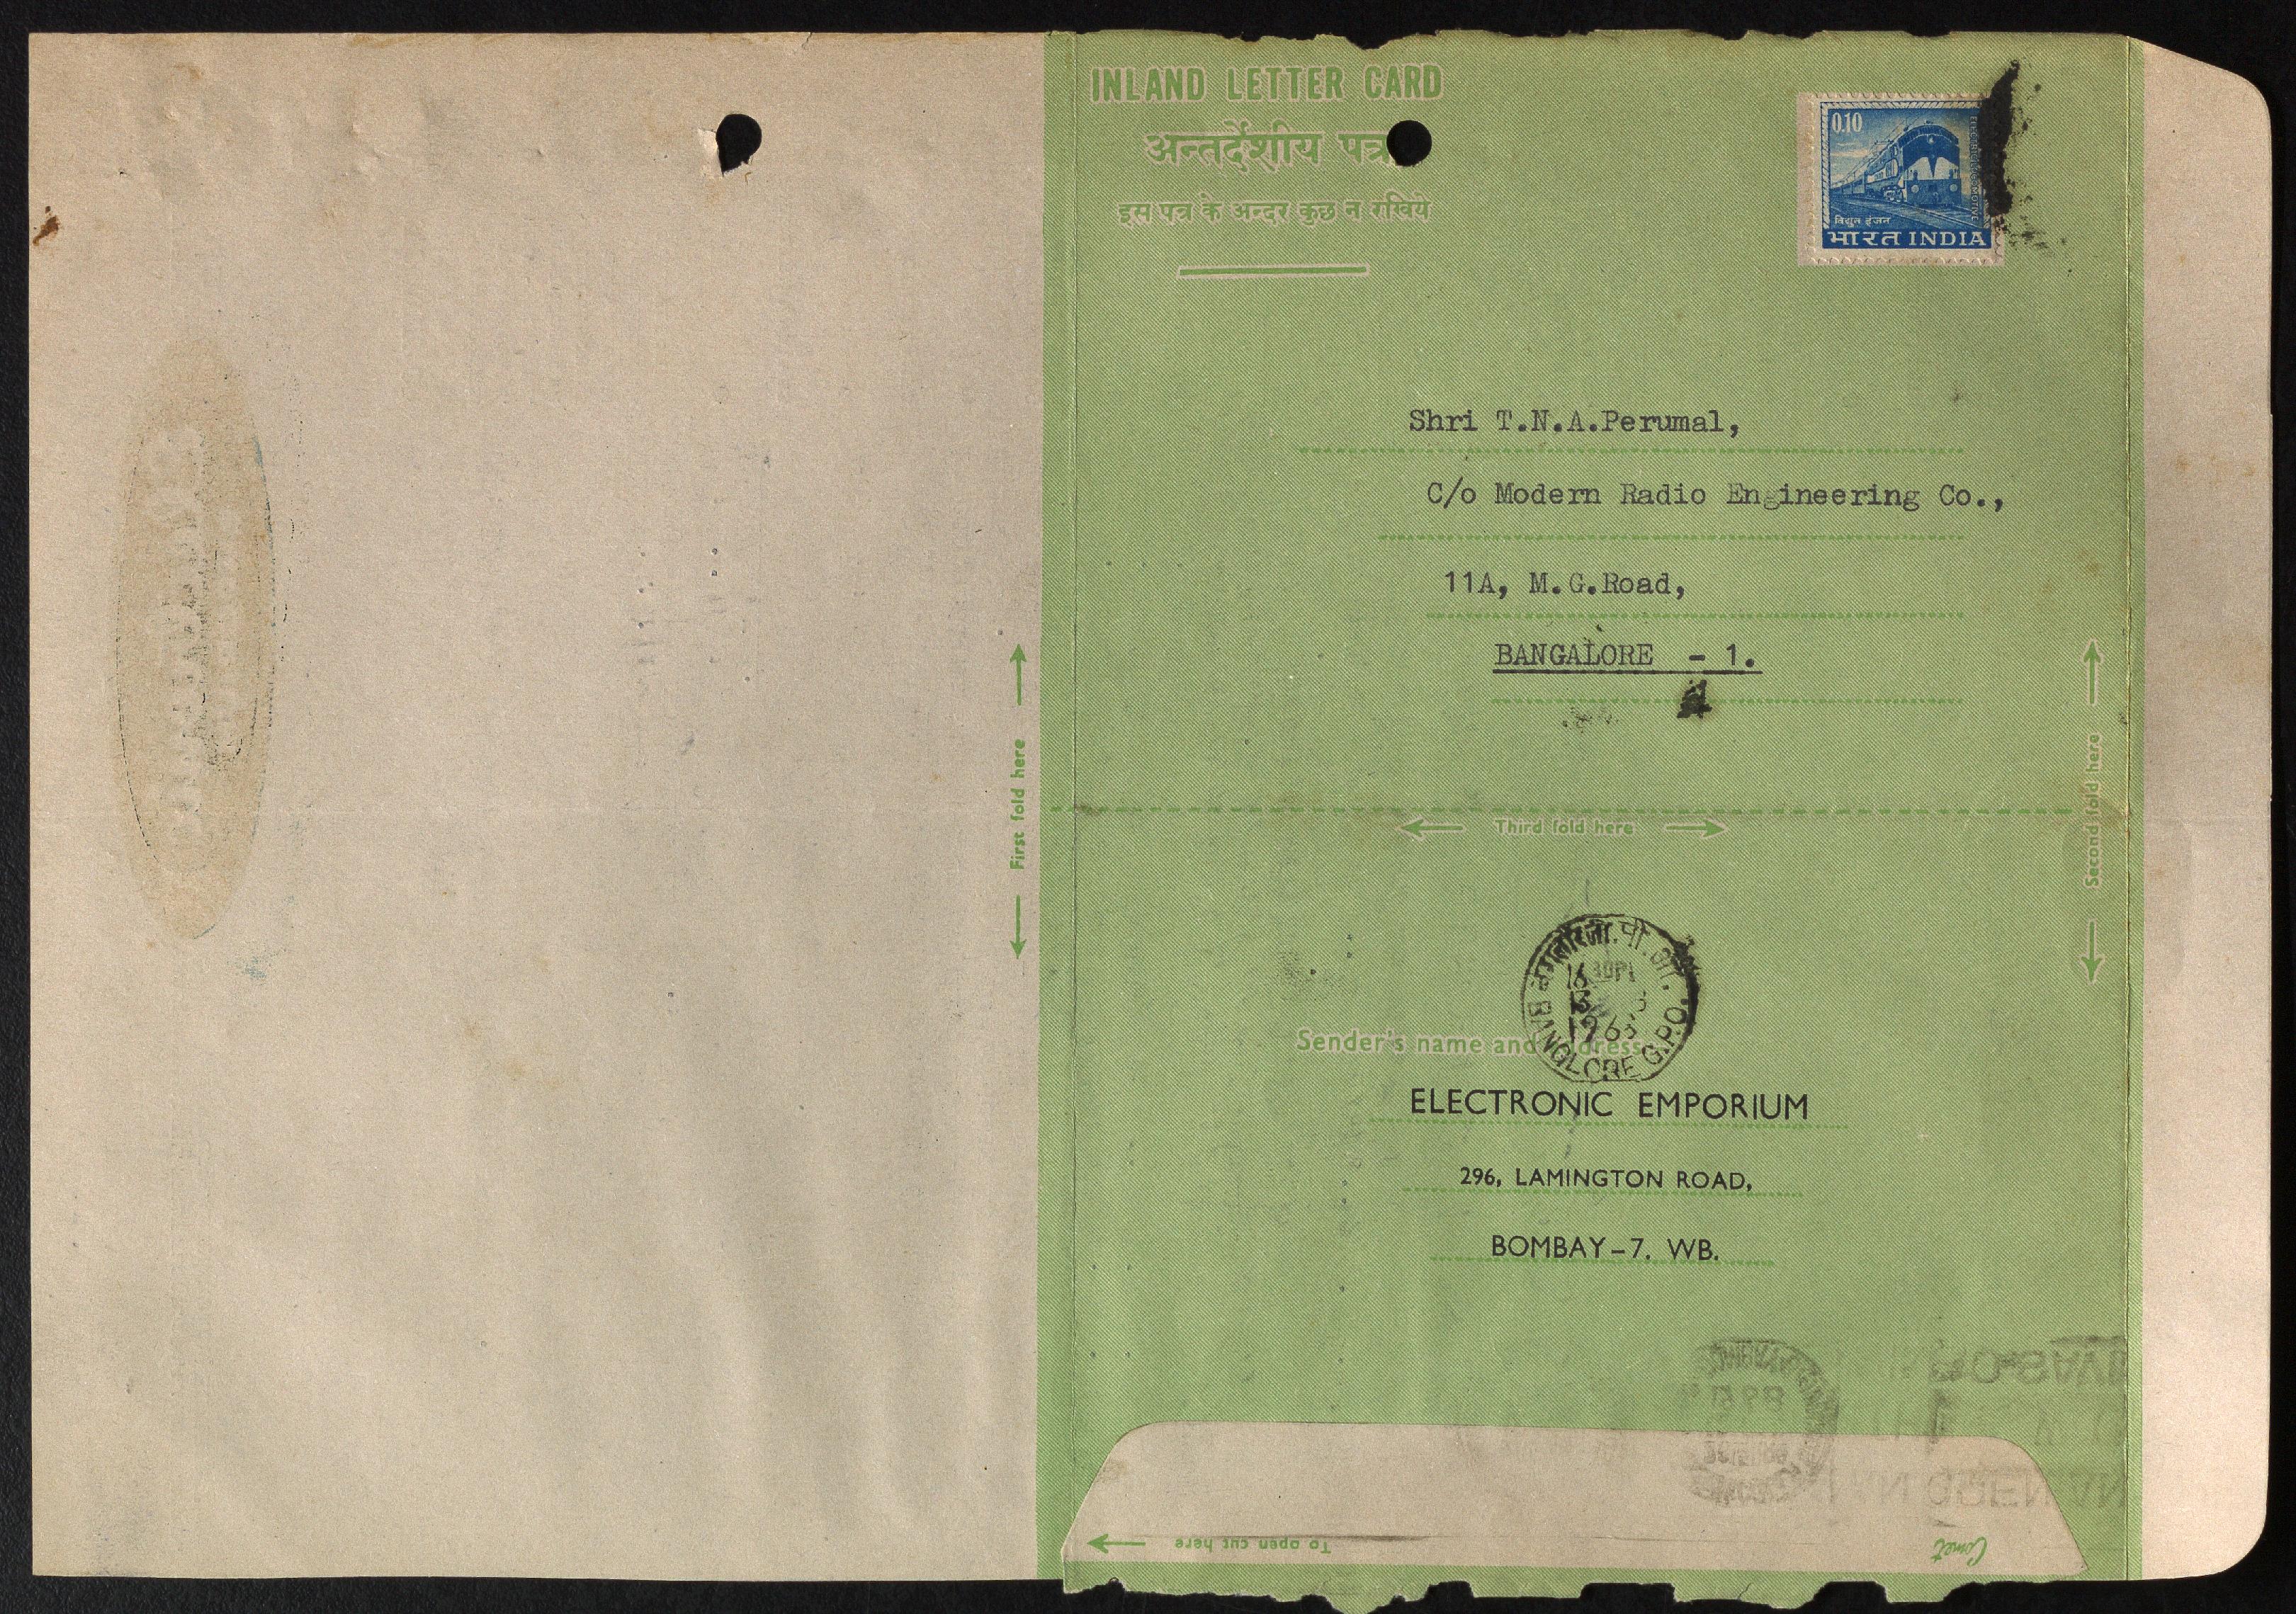 INLAND LETTER CARD
अन्तर्देशीय पत्र
इस पत्र के अन्दर कुछ न रखिये
0.10
विद्युत इंजन
भारत INDIA
Shri T.N.A.Perumal,
C/o Modern Radio Engineering Co.,
11A, M.G.Road,
BANGALORE - 1.
First fold here
Third fold here
Second fold here
BANGLORE G.P.O.
Sender's name and address
ELECTRONIC EMPORIUM
296, LAMINGTON ROAD,
BOMBAY-7. WB.
To open cut here
Comet